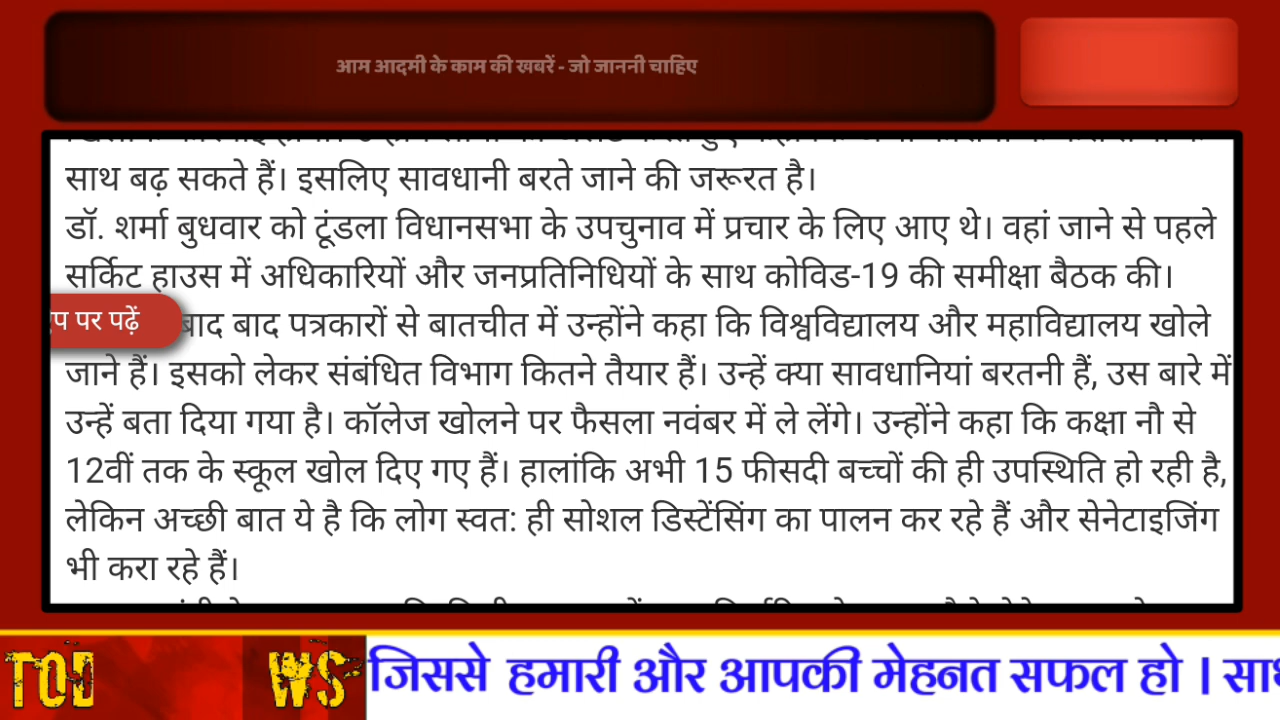 आम आदमी के काम की खबरें - जो जाननी चाहिए
साथ बढ़ सकते हैं। इसलिए सावधानी बरते जाने की जरूरत है।
डॉ. शर्मा बुधवार को टूंडला विधानसभा के उपचुनाव में प्रचार के लिए आए थे। वहां जाने से पहले
सर्किट हाउस में अधिकारियों और जनप्रतिनिधियों के साथ कोविड-19 की समीक्षा बैठक की।
प पर पढ़ें
बाद बाद पत्रकारों से बातचीत में उन्होंने कहा कि विश्वविद्यालय और महाविद्यालय खोले
जाने हैं। इसको लेकर संबंधित विभाग कितने तैयार हैं। उन्हें क्या सावधानियां बरतनी हैं, उस बारे में
उन्हें बता दिया गया है। कॉलेज खोलने पर फैसला नवंबर में ले लेंगे। उन्होंने कहा कि कक्षा नौ से
12वीं तक के स्कूल खोल दिए गए हैं। हालांकि अभी 15 फीसदी बच्चों की ही उपस्थिति हो रही है,
लेकिन अच्छी बात ये है कि लोग स्वत: ही सोशल डिस्टेंसिंग का पालन कर रहे हैं और सेनेटाइजिंग
भी करा रहे हैं।
TOD WS
जिससे हमारी और आपकी मेहनत सफल हो । सा